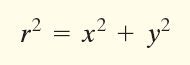 r² = x² + y²